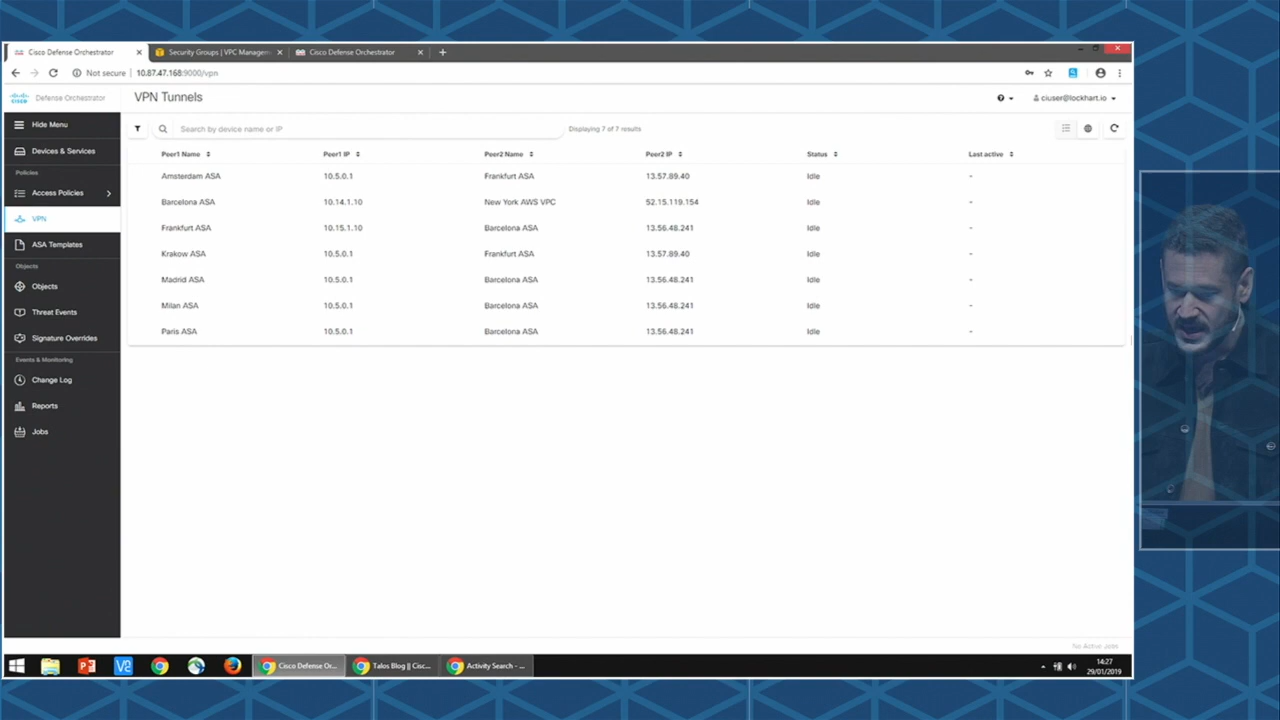 Cisco Defense Orchestrator
Security Groups | VPC Managem
Cisco Defense Orchestrator
Not secure | 10.87.47.168:9000/vpn
CISCO
Defense Orchestrator
VPN Tunnels
ciuser@lockhart.io
Hide Menu
Search by device name or IP
Displaying 7 of 7 results
Devices & Services
Policies
Access Policies
VPN
ASA Templates
Objects
Objects
Threat Events
Signature Overrides
Events & Monitoring
Change Log
Reports
Jobs
Peer1 Name Peer1 IP Peer2 Name Peer2 IP Status Last active
Amsterdam ASA 10.5.0.1 Frankfurt ASA 13.57.89.40 Idle -
Barcelona ASA 10.14.1.10 New York AWS VPC 52.15.119.154 Idle -
Frankfurt ASA 10.15.1.10 Barcelona ASA 13.56.48.241 Idle -
Krakow ASA 10.5.0.1 Frankfurt ASA 13.57.89.40 Idle -
Madrid ASA 10.5.0.1 Barcelona ASA 13.56.48.241 Idle -
Milan ASA 10.5.0.1 Barcelona ASA 13.56.48.241 Idle -
Paris ASA 10.5.0.1 Barcelona ASA 13.56.48.241 Idle -
No Active Jobs
Cisco Defense Or...
Talos Blog || Cisc...
Activity Search - ...
14:27
29/01/2019